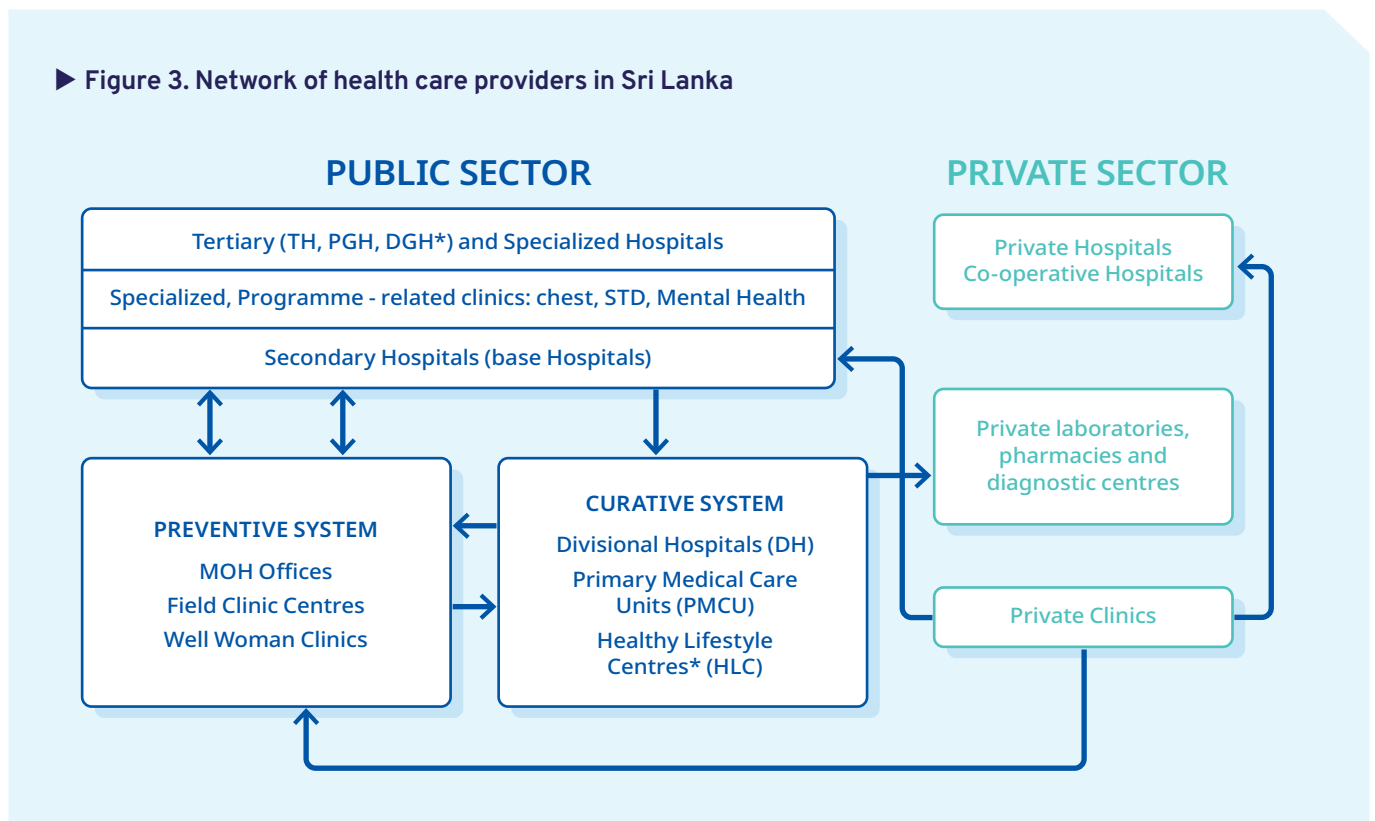 ▶ Figure 3. Network of health care providers in Sri Lanka
PUBLIC SECTOR
Tertiary (TH, PGH, DGH*) and Specialized Hospitals
Specialized, Programme - related clinics: chest, STD, Mental Health
Secondary Hospitals (base Hospitals)
PREVENTIVE SYSTEM
MOH Offices
Field Clinic Centres
Well Woman Clinics
CURATIVE SYSTEM
Divisional Hospitals (DH)
Primary Medical Care
Units (PMCU)
Healthy Lifestyle
Centres* (HLC)
PRIVATE SECTOR
Private Hospitals
Co-operative Hospitals
Private laboratories,
pharmacies and
diagnostic centres
Private Clinics